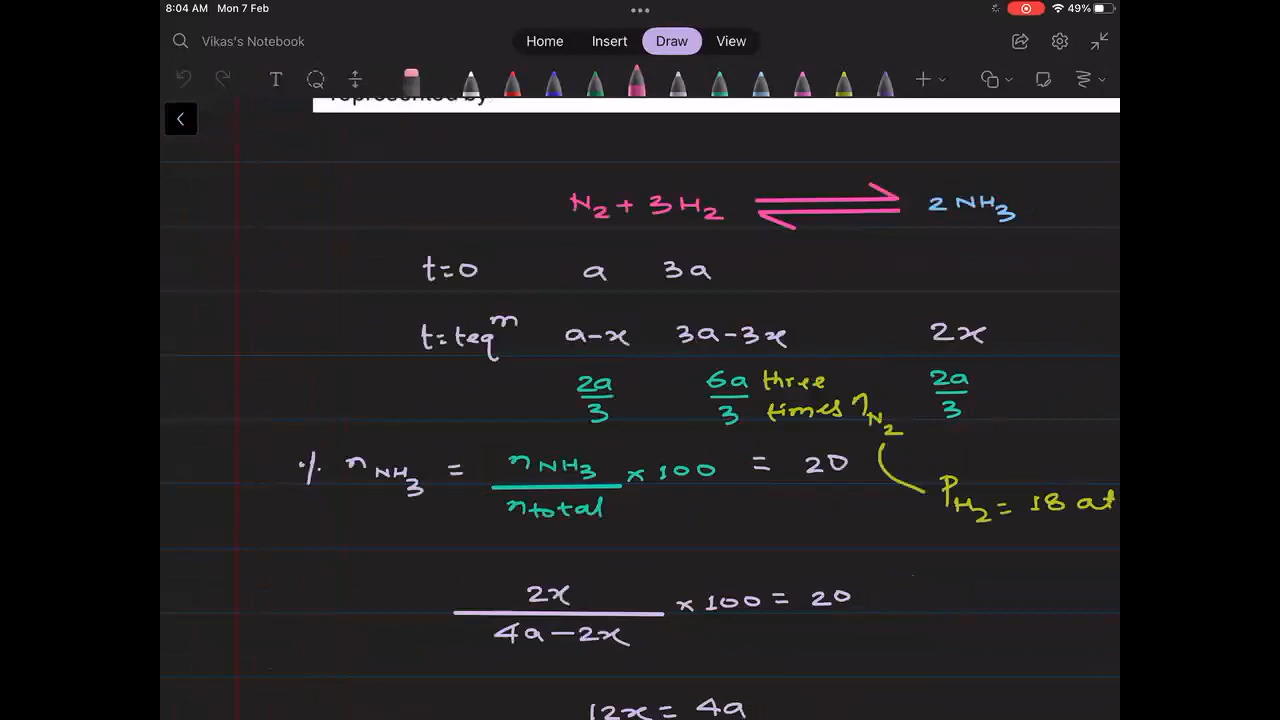 8:04 AM Mon 7 Feb
49%
Vikas's Notebook
Home Insert Draw View
represented by
N₂ + 3H₂ ⇌ 2NH₃
t=0 a 3a
t=teqᵐ a-x 3a-3x 2x
2a/3 6a/3 three times nN₂ 2a/3
% nNH₃ = nNH₃/ntotal × 100 = 20
PH₂ = 18 at
2x/4a-2x × 100 = 20
12x = 4a